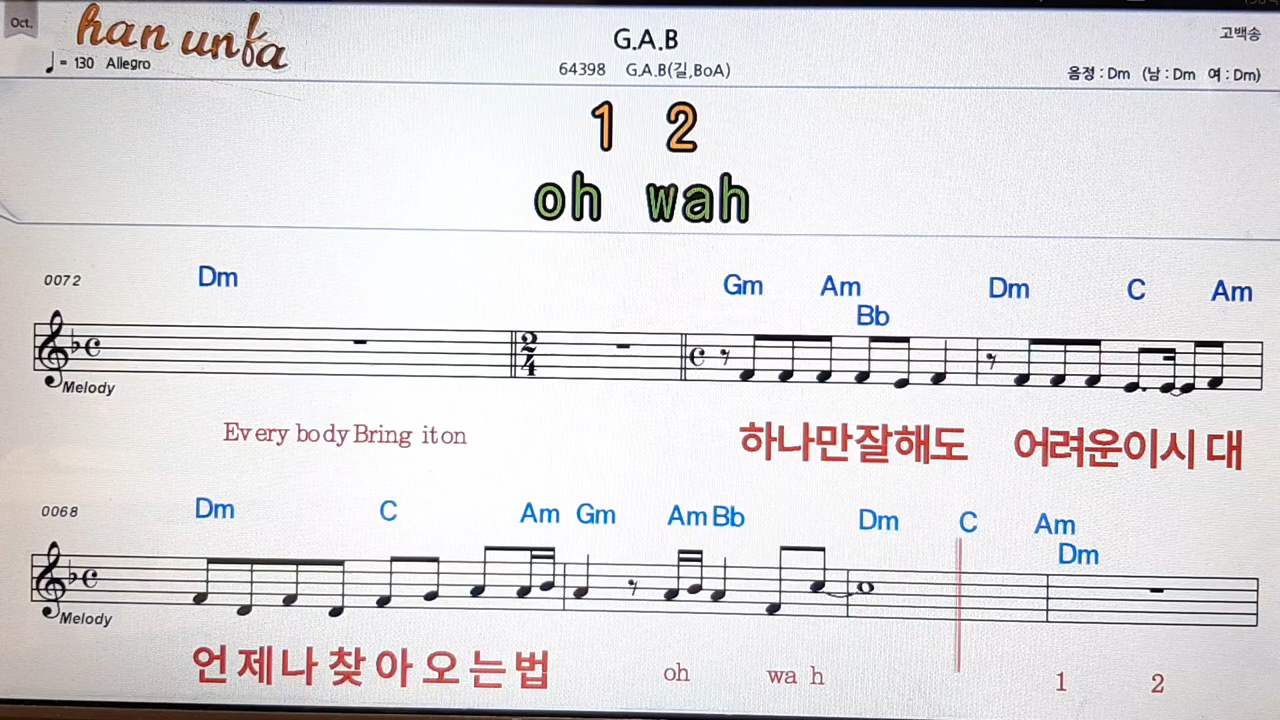 Oct.
han unfa
♩ = 130 Allegro
G.A.B
64398 G.A.B(길,BoA)
고백송
음정 : Dm (남 : Dm 여 : Dm)
1 2
oh wah
0072 Dm Gm Am Bb Dm C Am
2
4
Melody
Every body Bring it on 하나만잘해도 어려운이시 대
0068 Dm C Am Gm Am Bb Dm C Am Dm
Melody
언 제 나 찾 아 오 는 법 oh wa h 1 2